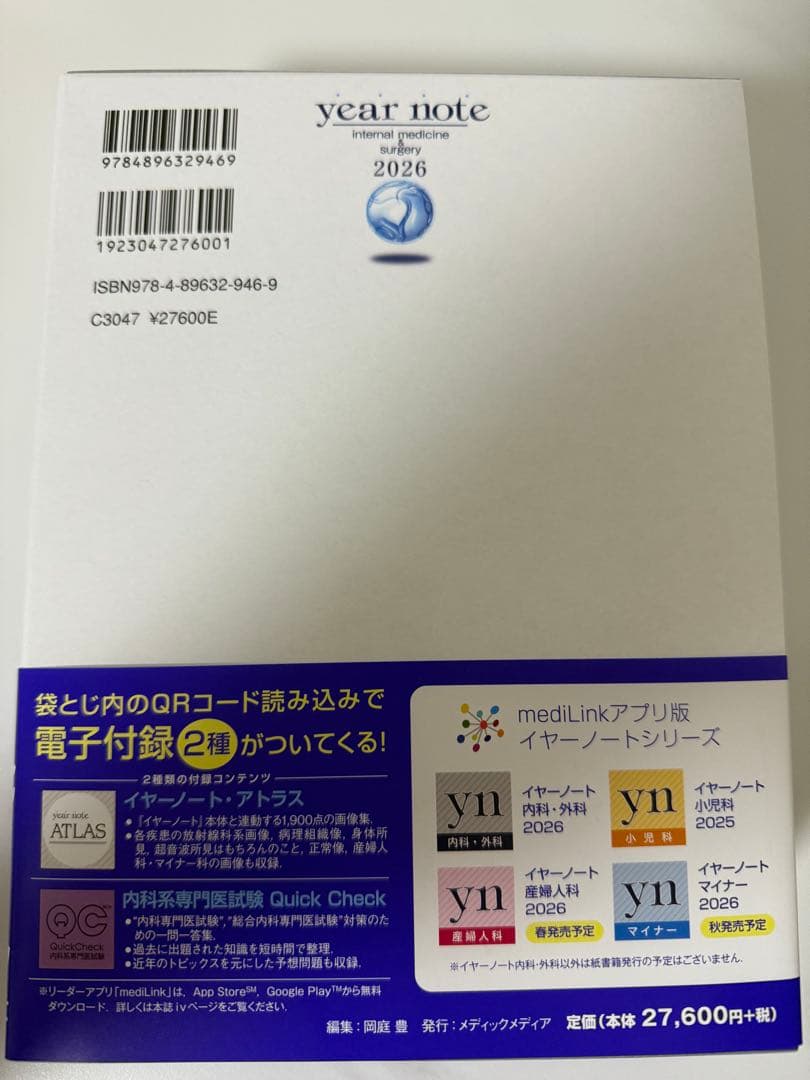 year note
internal medicine
&
surgery
2026
9784896329469
1923047276001
ISBN978-4-89632-946-9
C3047 ¥27600E
袋とじ内のQRコード読み込みで
電子付録2種がついてくる!
2種類の付録コンテンツ
year note
ATLAS
イヤーノート・アトラス
●『イヤーノート』本体と連動する1,900点の画像集.
●各疾患の放射線科系画像，病理組織像，身体所
見，超音波所見はもちろんのこと，正常像，産婦人
科・マイナー科の画像も収録.
QC
QuickCheck
内科系専門医試験
内科系専門医試験 Quick Check
●“内科専門医試験”，“総合内科専門医試験”対策のた
めの一問一答集.
●過去に出題された知識を短時間で整理.
●近年のトピックスを元にした予想問題も収録.
※リーダーアプリ「mediLink」は，App Store℠，Google Play™から無料
ダウンロード．詳しくは本誌ⅳページをご覧ください.
mediLinkアプリ版
イヤーノートシリーズ
yn
内科・外科
イヤーノート
内科・外科
2026
yn
小児科
イヤーノート
小児科
2025
yn
産婦人科
イヤーノート
産婦人科
2026
春発売予定
yn
マイナー
イヤーノート
マイナー
2026
秋発売予定
※イヤーノート内科・外科以外は紙書籍発行の予定はございません.
編集：岡庭 豊 発行：メディックメディア 定価(本体 27,600円+税)